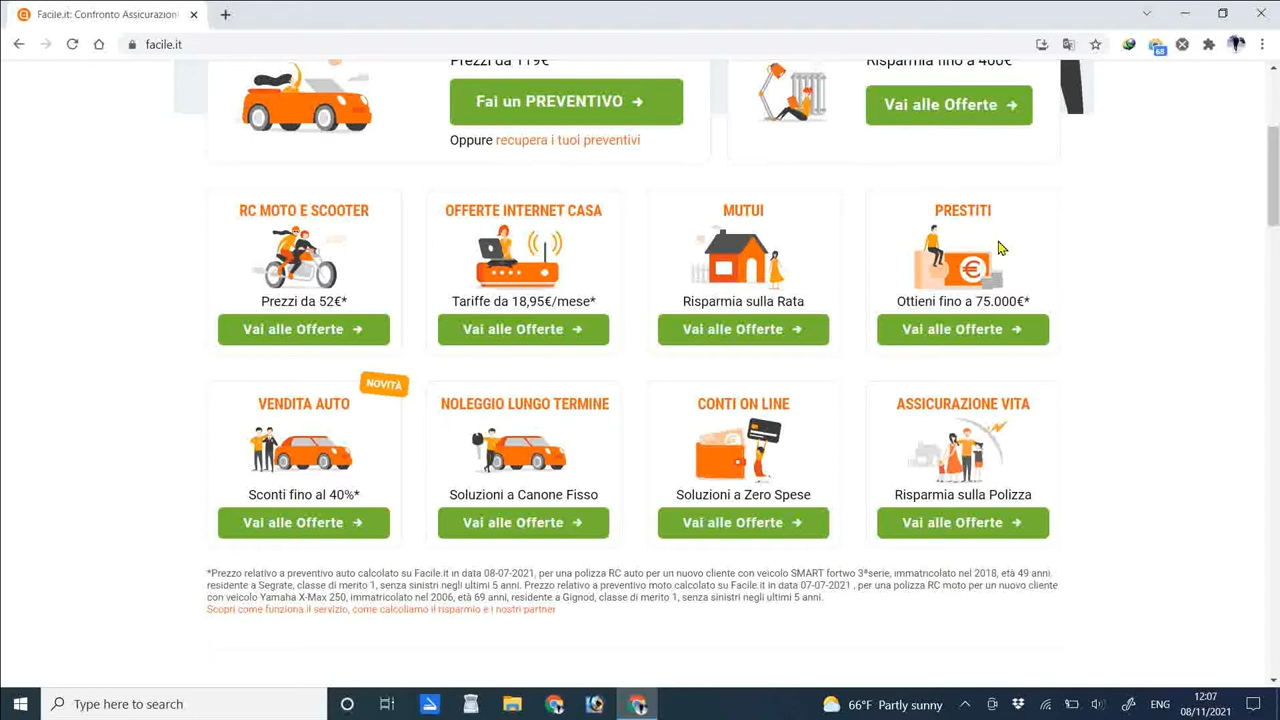 Facile.it: Confronto Assicurazion
facile.it
68
Prezzi da 119€
Risparmia fino a 400€
Fai un PREVENTIVO →
Vai alle Offerte →
Oppure recupera i tuoi preventivi
RC MOTO E SCOOTER
OFFERTE INTERNET CASA
MUTUI
PRESTITI
Prezzi da 52€*
Tariffe da 18,95€/mese*
Risparmia sulla Rata
Ottieni fino a 75.000€*
Vai alle Offerte →
Vai alle Offerte →
Vai alle Offerte →
Vai alle Offerte →
NOVITÀ
VENDITA AUTO
NOLEGGIO LUNGO TERMINE
CONTI ON LINE
ASSICURAZIONE VITA
Sconti fino al 40%*
Soluzioni a Canone Fisso
Soluzioni a Zero Spese
Risparmia sulla Polizza
Vai alle Offerte →
Vai alle Offerte →
Vai alle Offerte →
Vai alle Offerte →
*Prezzo relativo a preventivo auto calcolato su Facile.it in data 08-07-2021, per una polizza RC auto per un nuovo cliente con veicolo SMART fortwo 3ªserie, immatricolato nel 2018, età 49 anni.
residente a Segrate, classe di merito 1, senza sinistri negli ultimi 5 anni. Prezzo relativo a preventivo moto calcolato su Facile.it in data 07-07-2021 , per una polizza RC moto per un nuovo cliente
con veicolo Yamaha X-Max 250, immatricolato nel 2006, età 69 anni, residente a Gignod, classe di merito 1, senza sinistri negli ultimi 5 anni.
Scopri come funziona il servizio, come calcoliamo il risparmio e i nostri partner
Type here to search
66°F Partly sunny
ENG
12:07
08/11/2021